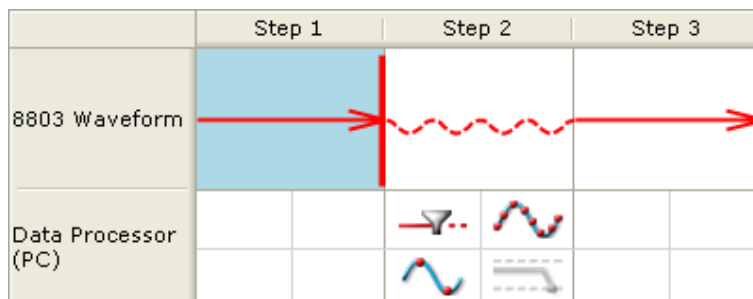 Step 1 Step 2 Step 3
8803 Waveform
Data Processor
(PC)